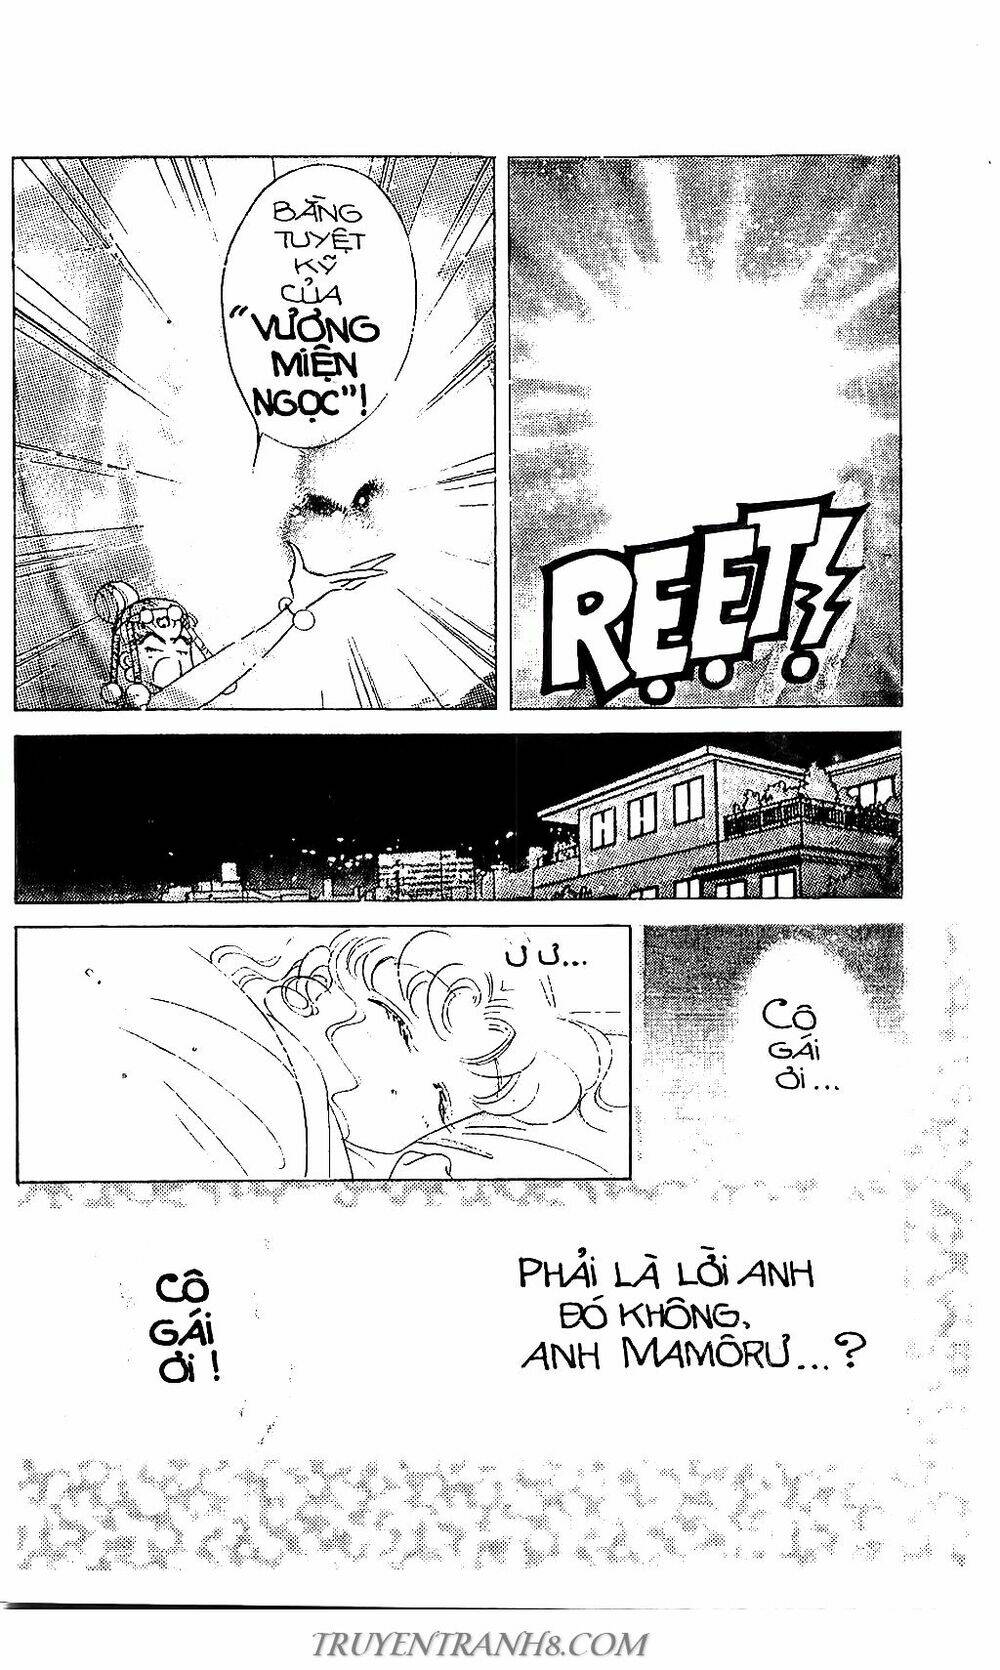 BẰNG
TUYỆT
KỸ
CỦA
"VƯƠNG
MIỆN
NGỌC"!
RẸẸT!
Ư Ư...
CÔ
GÁI
ƠI...
CÔ
GÁI
ƠI!
PHẢI LÀ LỜI ANH
ĐÓ KHÔNG,
ANH MAMÔRƯ...?
TRUYENTRANH8.COM